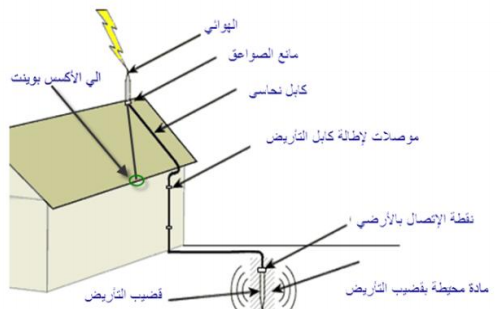 الهوائي
مانع الصواعق
الي الأكسس بوينت
كابل نحاسى
موصلات لإطالة كابل التأريض
نقطة الإتصال بالأرضي
مادة محيطة بقضيب التأريض
قضيب التأريض